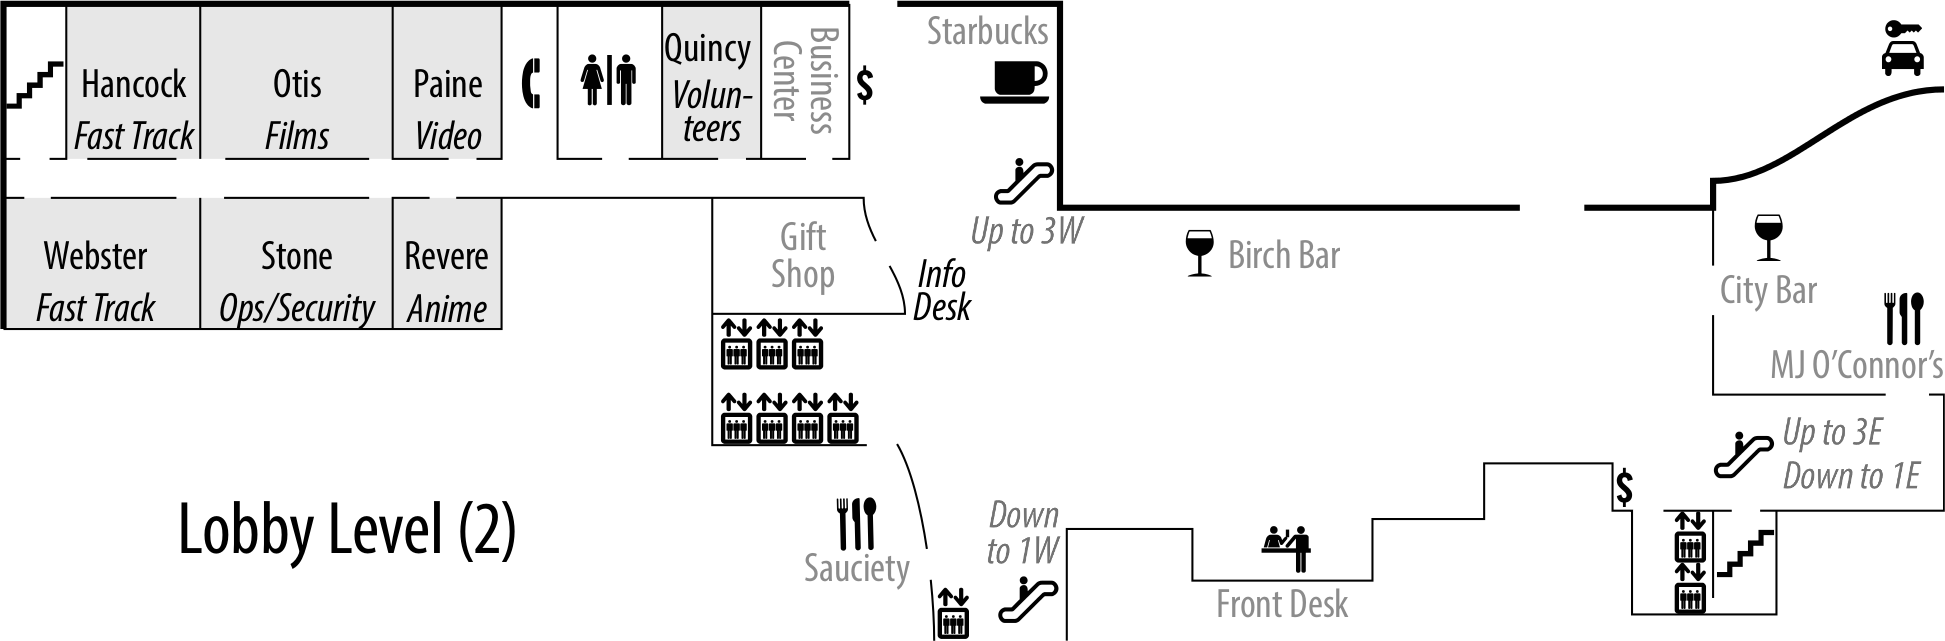 Hancock
Fast Track
Otis
Films
Paine
Video
Quincy
Volun-
teers
Business
Center
$
Starbucks
Up to 3W
Webster
Fast Track
Stone
Ops/Security
Revere
Anime
Gift
Shop
Info
Desk
Birch Bar
City Bar
MJ O'Connor's
Up to 3E
Down to 1E
$
Lobby Level (2)
Sauciety
Down
to 1W
Front Desk